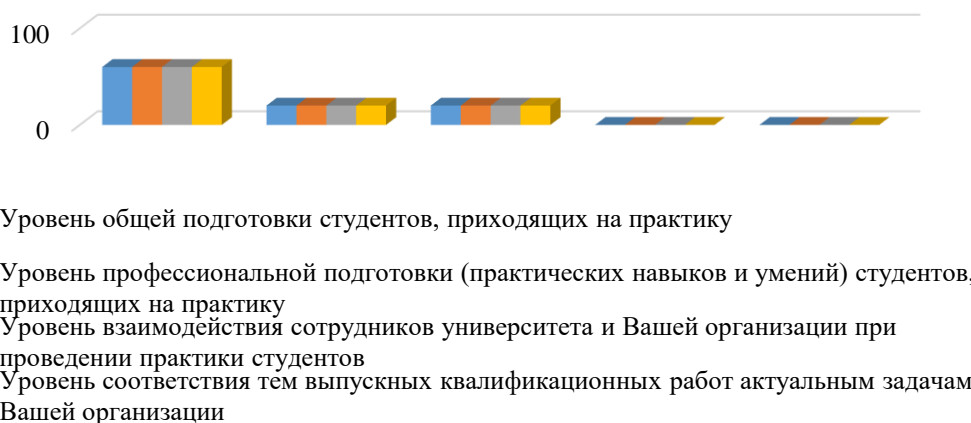 100
0
Уровень общей подготовки студентов, приходящих на практику
Уровень профессиональной подготовки (практических навыков и умений) студентов,
приходящих на практику
Уровень взаимодействия сотрудников университета и Вашей организации при
проведении практики студентов
Уровень соответствия тем выпускных квалификационных работ актуальным задачам
Вашей организации